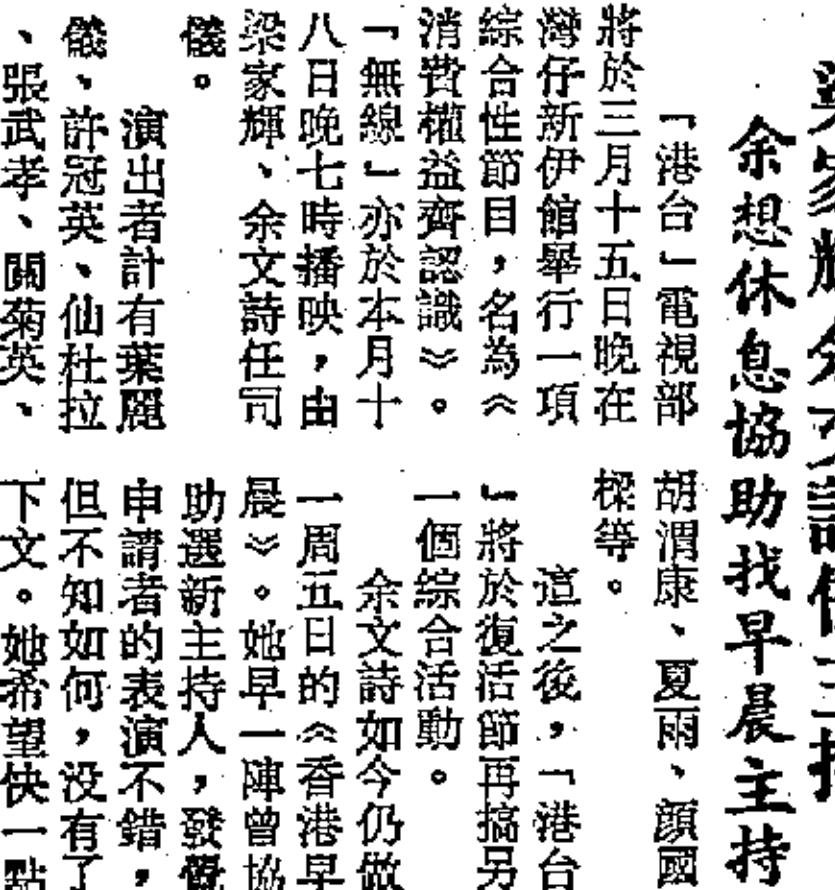 余想休息協助找早晨主持
「港台」電視部
將於三月十五日晚在
灣仔新伊館舉行一項
綜合性節目，名為《
消費權益齊認識》。
「無線」亦於本月十
八日晚七時播映，由
梁家輝、余文詩任司
儀。
演出者計有葉麗
儀、許冠英、仙杜拉
、張武孝、關菊英、
胡渭康、夏雨、顏國
樑等。
這之後，「港台
」將於復活節再搞另
一個綜合活動。
余文詩如今仍做
一周五日的《香港早
晨》。她早一陣曾協
助選新主持人，發覺
申請者的表演不錯，
但不知如何，没有了
下文。她希望快一點